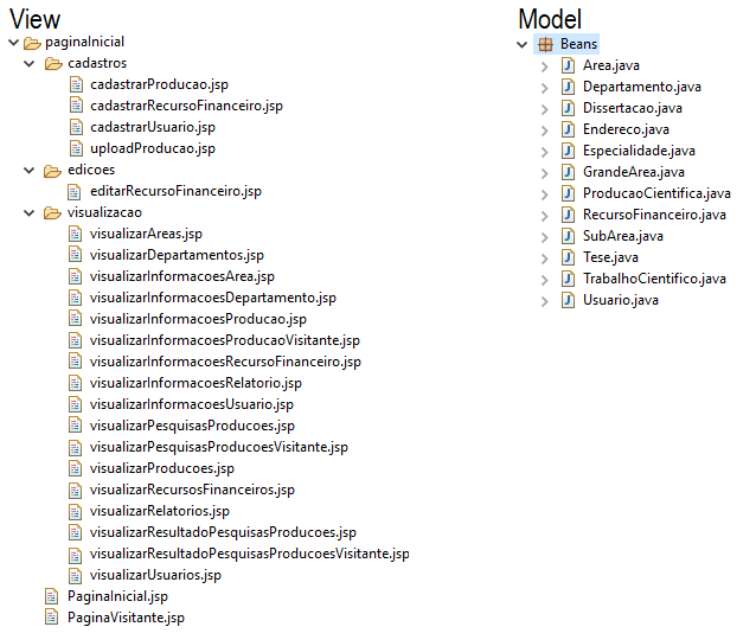 View
paginaInicial
cadastros
cadastrarProducao.jsp
cadastrarRecursoFinanceiro.jsp
cadastrarUsuario.jsp
uploadProducao.jsp
edicoes
editarRecursoFinanceiro.jsp
visualizacao
visualizarAreas.jsp
visualizarDepartamentos.jsp
visualizarInformacoesArea.jsp
visualizarInformacoesDepartamento.jsp
visualizarInformacoesProducao.jsp
visualizarInformacoesProducaoVisitante.jsp
visualizarInformacoesRecursoFinanceiro.jsp
visualizarInformacoesRelatorio.jsp
visualizarInformacoesUsuario.jsp
visualizarPesquisasProducoes.jsp
visualizarPesquisasProducoesVisitante.jsp
visualizarProducoes.jsp
visualizarRecursosFinanceiros.jsp
visualizarRelatorios.jsp
visualizarResultadoPesquisasProducoes.jsp
visualizarResultadoPesquisasProducoesVisitante.jsp
visualizarUsuarios.jsp
PaginaInicial.jsp
PaginaVisitante.jsp
Model
Beans
Area.java
Departamento.java
Dissertacao.java
Endereco.java
Especialidade.java
GrandeArea.java
ProducaoCientifica.java
RecursoFinanceiro.java
SubArea.java
Tese.java
TrabalhoCientifico.java
Usuario.java